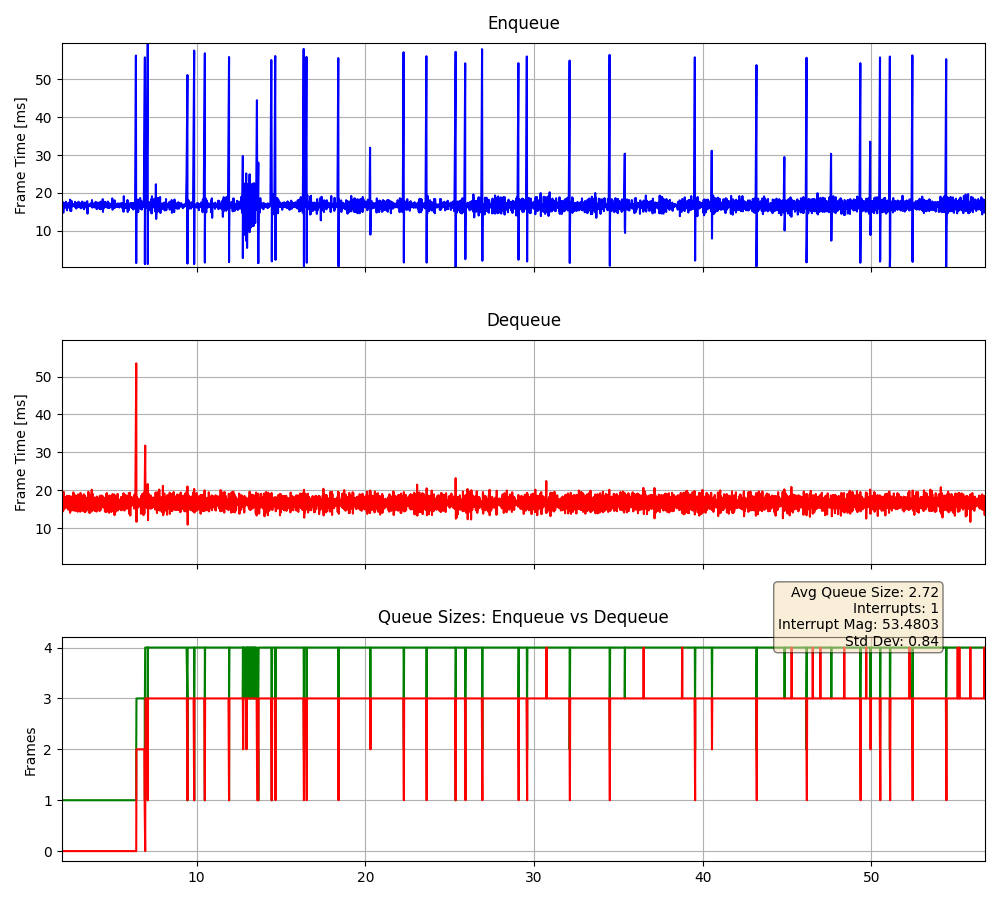 Enqueue
Frame Time [ms]
50
40
30
20
10
Dequeue
Frame Time [ms]
50
40
30
20
10
Avg Queue Size: 2.72
Interrupts: 1
Interrupt Mag: 53.4803
Std Dev: 0.84
Queue Sizes: Enqueue vs Dequeue
Frames
4
3
2
1
0
10 20 30 40 50